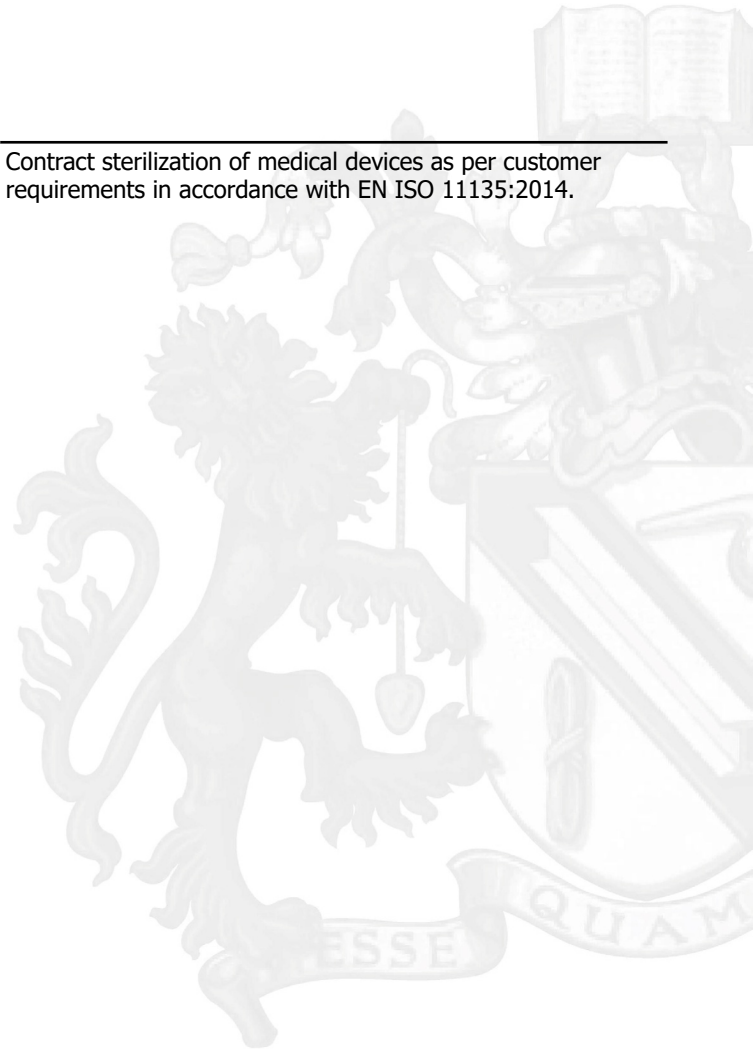 Contract sterilization of medical devices as per customer
requirements in accordance with EN ISO 11135:2014.
ESSE
QUAM